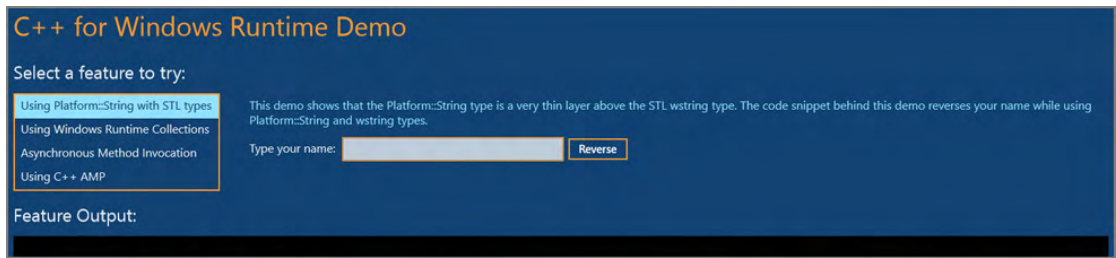 C++ for Windows Runtime Demo
Select a feature to try:
Using Platform::String with STL types
Using Windows Runtime Collections
Asynchronous Method Invocation
Using C++ AMP
This demo shows that the Platform::String type is a very thin layer above the STL wstring type. The code snippet behind this demo reverses your name while using
Platform::String and wstring types.
Type your name:
Reverse
Feature Output: